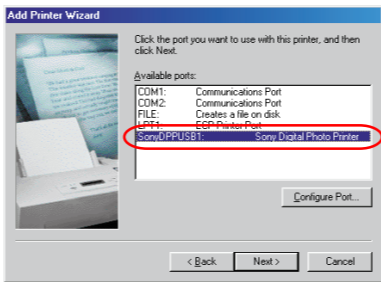 Add Printer Wizard
Click the port you want to use with this printer, and then
click Next.
Available ports:
COM1: Communications Port
COM2: Communications Port
FILE: Creates a file on disk
LPT1: ECP Printer Port
SonyDPPUSB1: Sony Digital Photo Printer
Configure Port...
< Back
Next >
Cancel